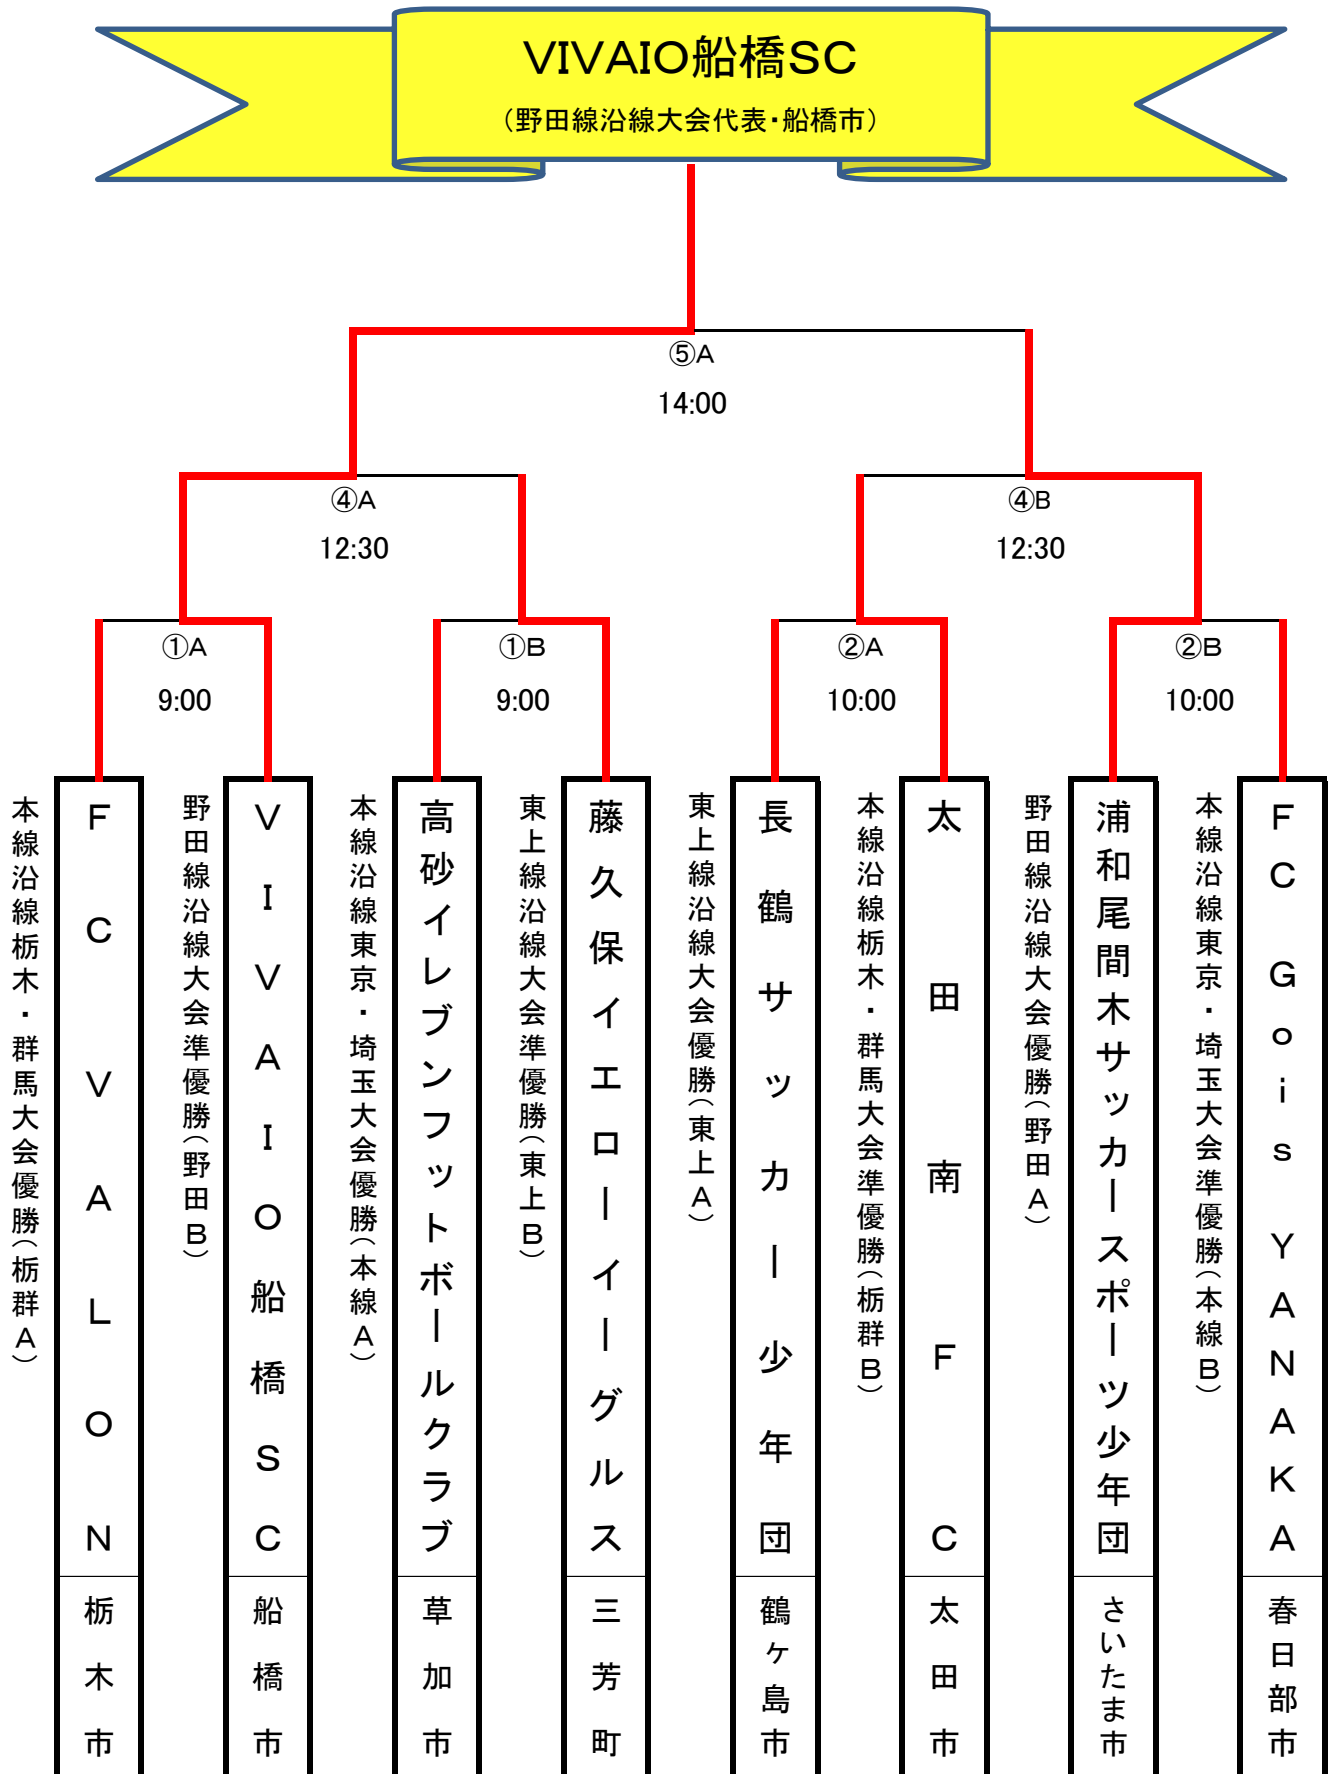 VIVAIO船橋SC
（野田線沿線大会代表・船橋市）
⑤A
14:00
④A
12:30
④B
12:30
①A
9:00
①B
9:00
②A
10:00
②B
10:00
本線沿線栃木・群馬大会優勝（栃群A）
FC VALON
栃木市
野田線沿線大会準優勝（野田B）
VIVAIO船橋SC
船橋市
本線沿線東京・埼玉大会優勝（本線A）
高砂イレブンフットボールクラブ
草加市
東上線沿線大会準優勝（東上B）
藤久保イエローイーグルス
三芳町
東上線沿線大会優勝（東上A）
長鶴サッカー少年団
鶴ヶ島市
本線沿線栃木・群馬大会準優勝（栃群B）
太田南FC
太田市
野田線沿線大会優勝（野田A）
浦和尾間木サッカースポーツ少年団
さいたま市
本線沿線東京・埼玉大会準優勝（本線B）
FC Gois YANAKA
春日部市